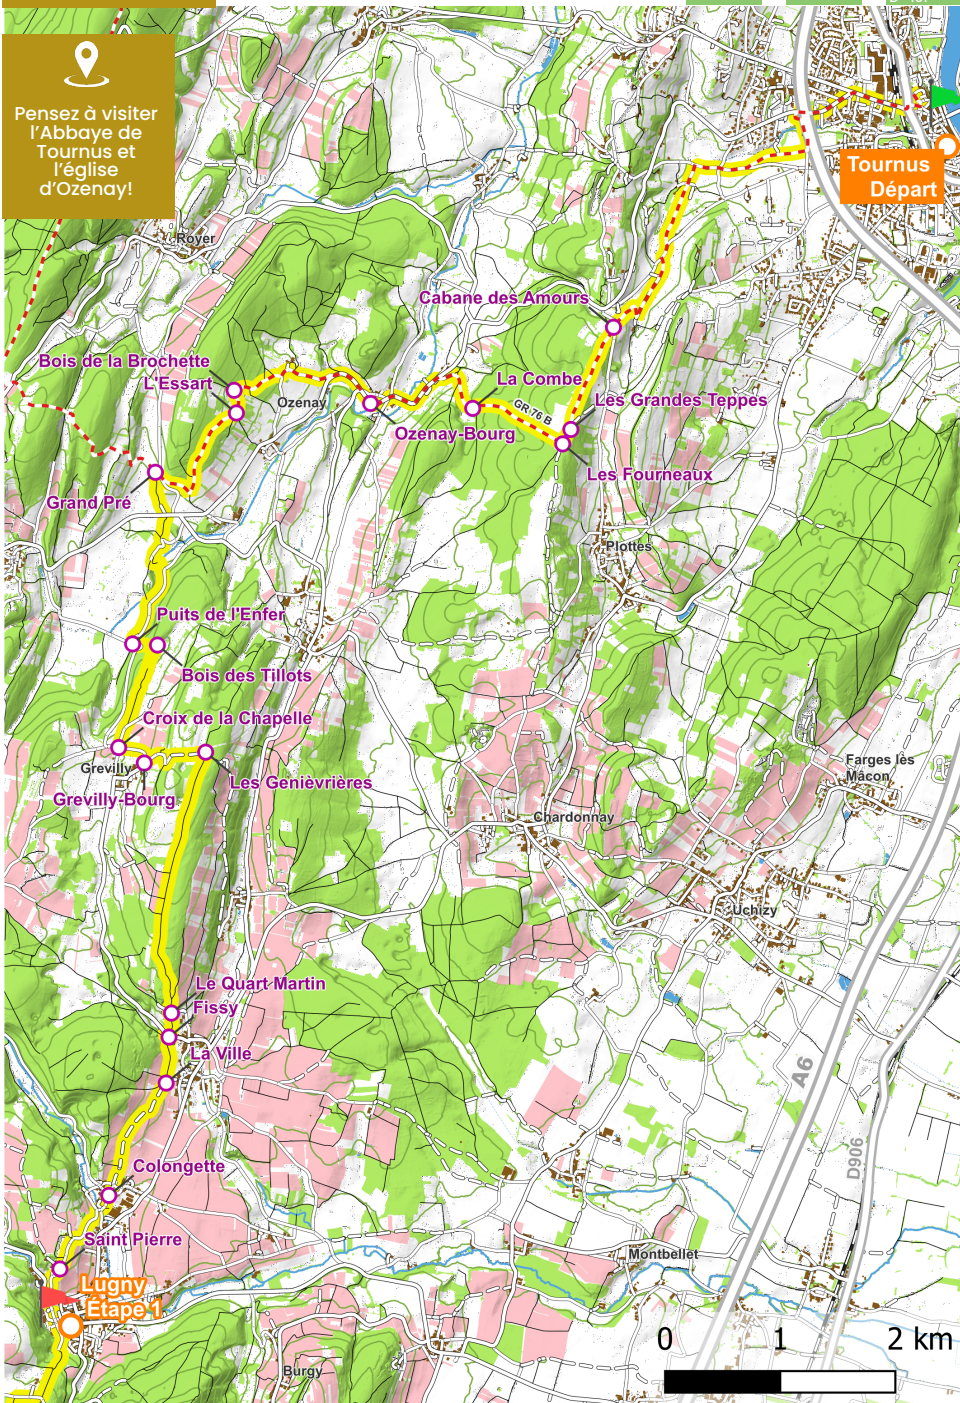 Pensez à visiter
l'Abbaye de
Tournus et
l'église
d'Ozenay!
Tournus
Départ
Royer
Cabane des Amours
Bois de la Brochette
L'Essart
La Combe
Ozenay
GR 76 B
Les Grandes Teppes
Ozenay-Bourg
Les Fourneaux
Grand Pré
Plottes
Puits de l'Enfer
Bois des Tillots
Croix de la Chapelle
Grevilly
Les Genièvrières
Grevilly-Bourg
Farges lès
Mâcon
Chardonnay
Uchizy
Le Quart Martin
Fissy
La Ville
A6
D906
Colongette
Saint Pierre
Montbellet
Lugny
Étape 1
Burgy
0 1 2 km